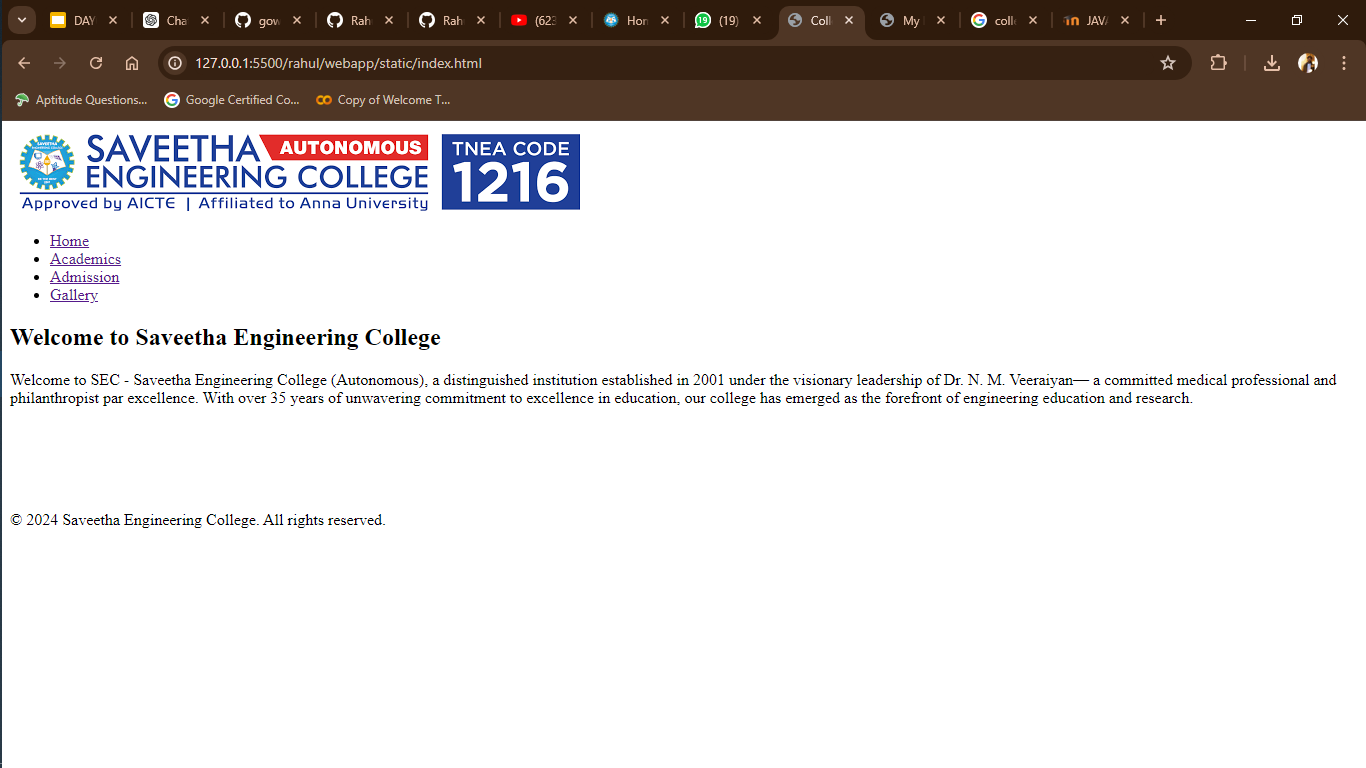 DAY
Cha
gow
Rah
Rah
(623
Hon
(19)
Coll
My
colle
JAVA
127.0.0.1:5500/rahul/webapp/static/index.html
Aptitude Questions...
Google Certified Co...
Copy of Welcome T...
SAVEETHA AUTONOMOUS
ENGINEERING COLLEGE
Approved by AICTE | Affiliated to Anna University
TNEA CODE
1216
• Home
• Academics
• Admission
• Gallery
Welcome to Saveetha Engineering College
Welcome to SEC - Saveetha Engineering College (Autonomous), a distinguished institution established in 2001 under the visionary leadership of Dr. N. M. Veeraiyan— a committed medical professional and
philanthropist par excellence. With over 35 years of unwavering commitment to excellence in education, our college has emerged as the forefront of engineering education and research.
© 2024 Saveetha Engineering College. All rights reserved.